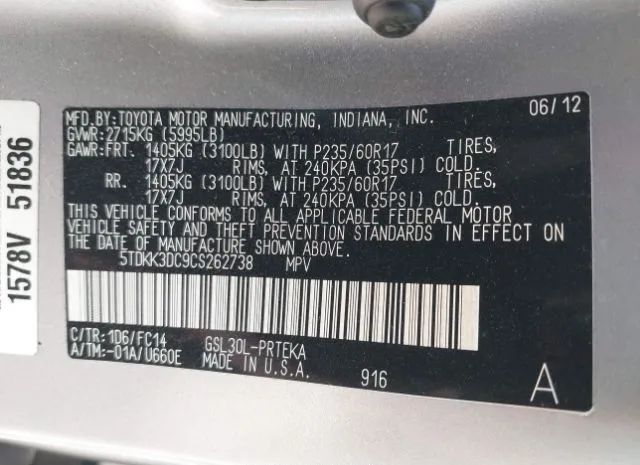 MFD. BY:TOYOTA MOTOR MANUFACTURING, INDIANA, INC. 06/12
GVWR:2715KG (5995LB)
GAWR:FRT. 1405KG (3100LB) WITH P235/60R17 TIRES,
17X7J RIMS, AT 240KPA (35PSI) COLD.
RR. 1405KG (3100LB) WITH P235/60R17 TIRES,
17X7J RIMS, AT 240KPA (35PSI) COLD.
THIS VEHICLE CONFORMS TO ALL APPLICABLE FEDERAL MOTOR
VEHICLE SAFETY AND THEFT PREVENTION STANDARDS IN EFFECT ON
THE DATE OF MANUFACTURE SHOWN ABOVE.
5TDKK3DC9CS262738 MPV
C/TR:1D6/FC14 GSL30L-PRTEKA
A/TM:-01A/U660E MADE IN U.S.A.
916 A
1578V 51836